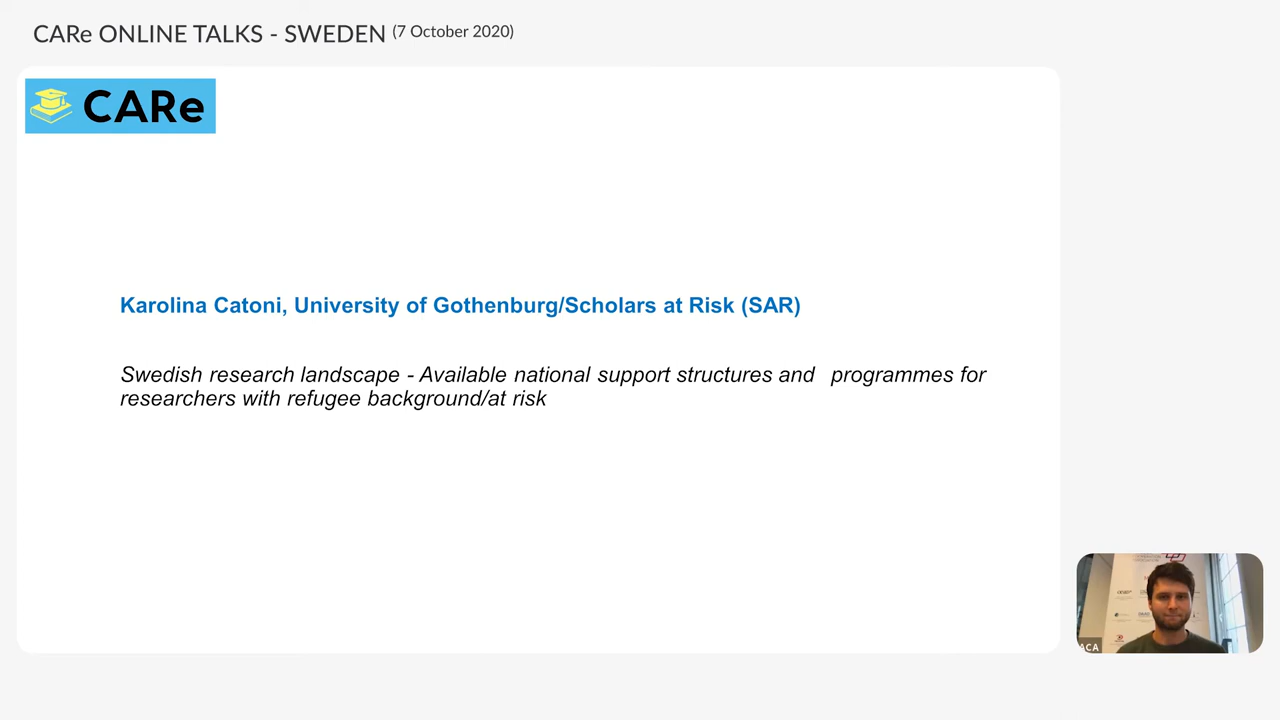 CARe ONLINE TALKS - SWEDEN (7 October 2020)
CARe
Karolina Catoni, University of Gothenburg/Scholars at Risk (SAR)
Swedish research landscape - Available national support structures and programmes for
researchers with refugee background/at risk
ACA